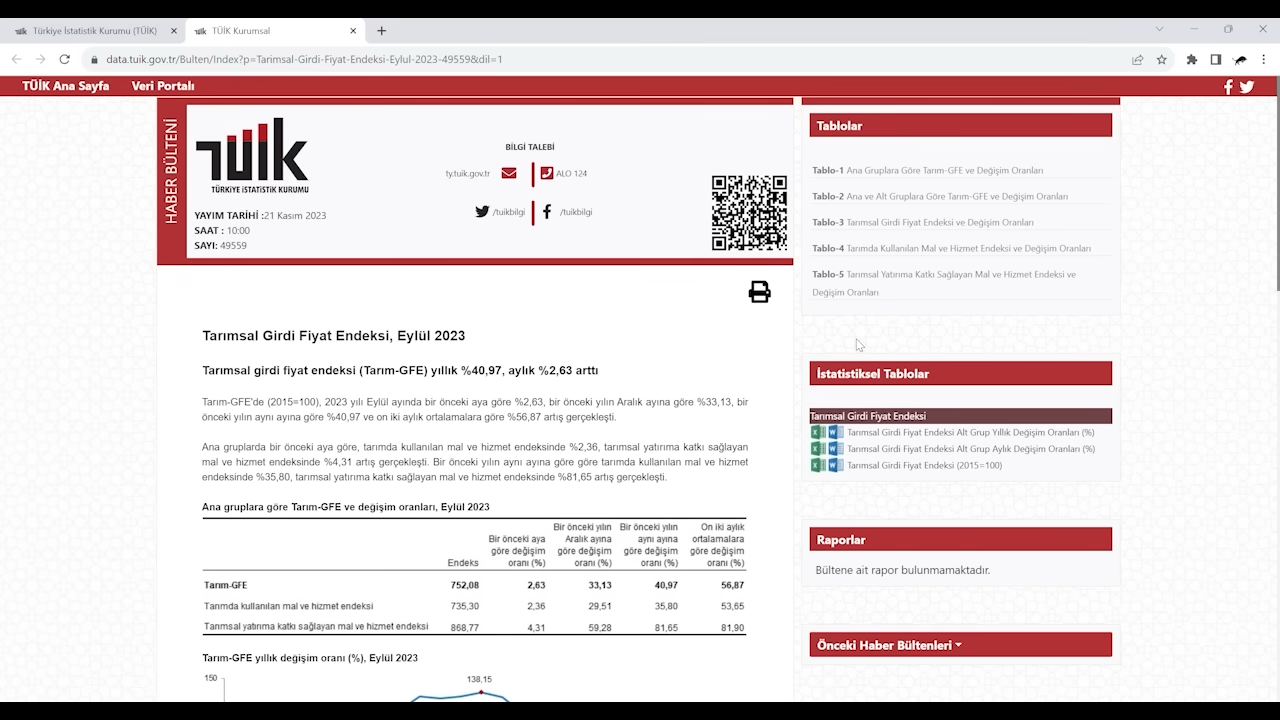 Türkiye İstatistik Kurumu (TÜİK)
TÜİK Kurumsal
data.tuik.gov.tr/Bulten/Index?p=Tarimsal-Girdi-Fiyat-Endeksi-Eylul-2023-49559&dil=1
TÜİK Ana Sayfa
Veri Portalı
HABER BÜLTENİ
TÜİK
TÜRKİYE İSTATİSTİK KURUMU
YAYIM TARİHİ :21 Kasım 2023
SAAT : 10:00
SAYI: 49559
BİLGİ TALEBİ
ty.tuik.gov.tr
ALO 124
/tuikbilgi
/tuikbilgi
Tarımsal Girdi Fiyat Endeksi, Eylül 2023
Tarımsal girdi fiyat endeksi (Tarım-GFE) yıllık %40,97, aylık %2,63 arttı
Tarım-GFE'de (2015=100), 2023 yılı Eylül ayında bir önceki aya göre %2,63, bir önceki yılın Aralık ayına göre %33,13, bir
önceki yılın aynı ayına göre %40,97 ve on iki aylık ortalamalara göre %56,87 artış gerçekleşti.
Ana gruplarda bir önceki aya göre, tarımda kullanılan mal ve hizmet endeksinde %2,36, tarımsal yatırıma katkı sağlayan
mal ve hizmet endeksinde %4,31 artış gerçekleşti. Bir önceki yılın aynı ayına göre göre tarımda kullanılan mal ve hizmet
endeksinde %35,80, tarımsal yatırıma katkı sağlayan mal ve hizmet endeksinde %81,65 artış gerçekleşti.
Ana gruplara göre Tarım-GFE ve değişim oranları, Eylül 2023
Endeks
Bir önceki aya
göre değişim
oranı (%)
Bir önceki yılın
Aralık ayına
göre değişim
oranı (%)
Bir önceki yılın
aynı ayına
göre değişim
oranı (%)
On iki aylık
ortalamalara
göre değişim
oranı (%)
Tarım-GFE 752,08 2,63 33,13 40,97 56,87
Tarımda kullanılan mal ve hizmet endeksi 735,30 2,36 29,51 35,80 53,65
Tarımsal yatırıma katkı sağlayan mal ve hizmet endeksi 868,77 4,31 59,28 81,65 81,90
Tarım-GFE yıllık değişim oranı (%), Eylül 2023
150
138,15
Tablolar
Tablo-1 Ana Gruplara Göre Tarım-GFE ve Değişim Oranları
Tablo-2 Ana ve Alt Gruplara Göre Tarım-GFE ve Değişim Oranları
Tablo-3 Tarımsal Girdi Fiyat Endeksi ve Değişim Oranları
Tablo-4 Tarımda Kullanılan Mal ve Hizmet Endeksi ve Değişim Oranları
Tablo-5 Tarımsal Yatırıma Katkı Sağlayan Mal ve Hizmet Endeksi ve
Değişim Oranları
İstatistiksel Tablolar
Tarımsal Girdi Fiyat Endeksi
Tarımsal Girdi Fiyat Endeksi Alt Grup Yıllık Değişim Oranları (%)
Tarımsal Girdi Fiyat Endeksi Alt Grup Aylık Değişim Oranları (%)
Tarımsal Girdi Fiyat Endeksi (2015=100)
Raporlar
Bültene ait rapor bulunmamaktadır.
Önceki Haber Bültenleri